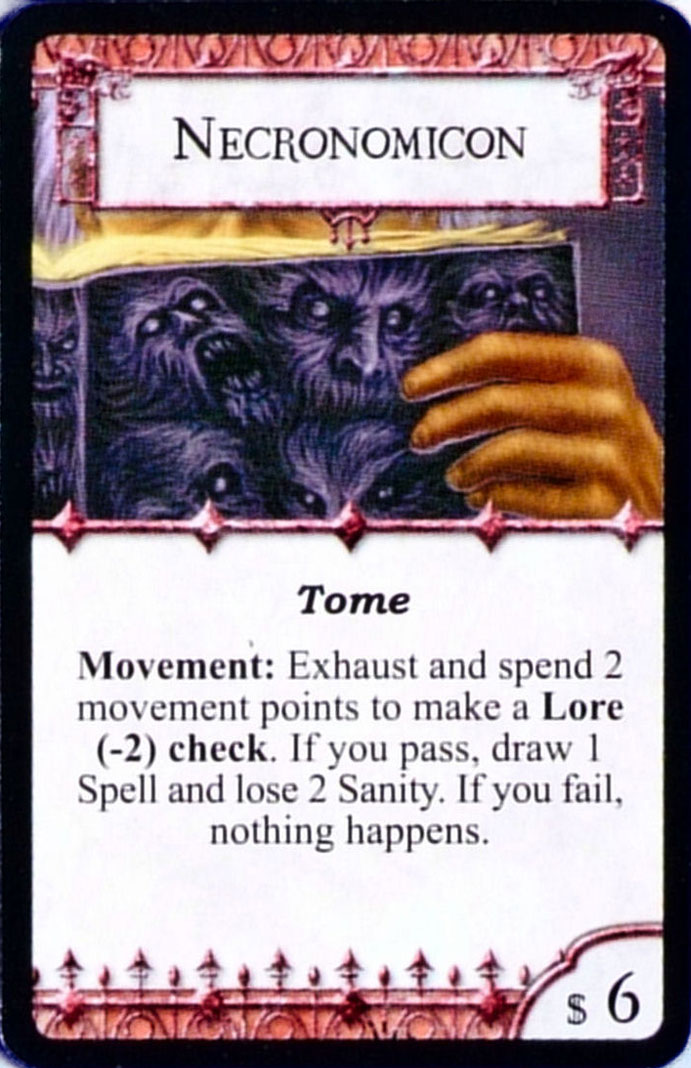 NECRONOMICON
Tome
Movement: Exhaust and spend 2
movement points to make a Lore
(-2) check. If you pass, draw 1
Spell and lose 2 Sanity. If you fail,
nothing happens.
$ 6